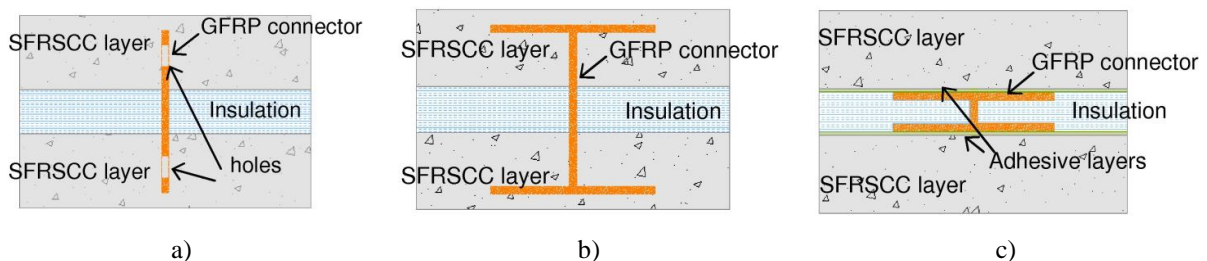 GFRP connector
SFRSCC layer
Insulation
holes
SFRSCC layer
a)
SFRSCC layer
GFRP connector
Insulation
SFRSCC layer
b)
SFRSCC layer
GFRP connector
Insulation
Adhesive layers
SFRSCC layer
c)